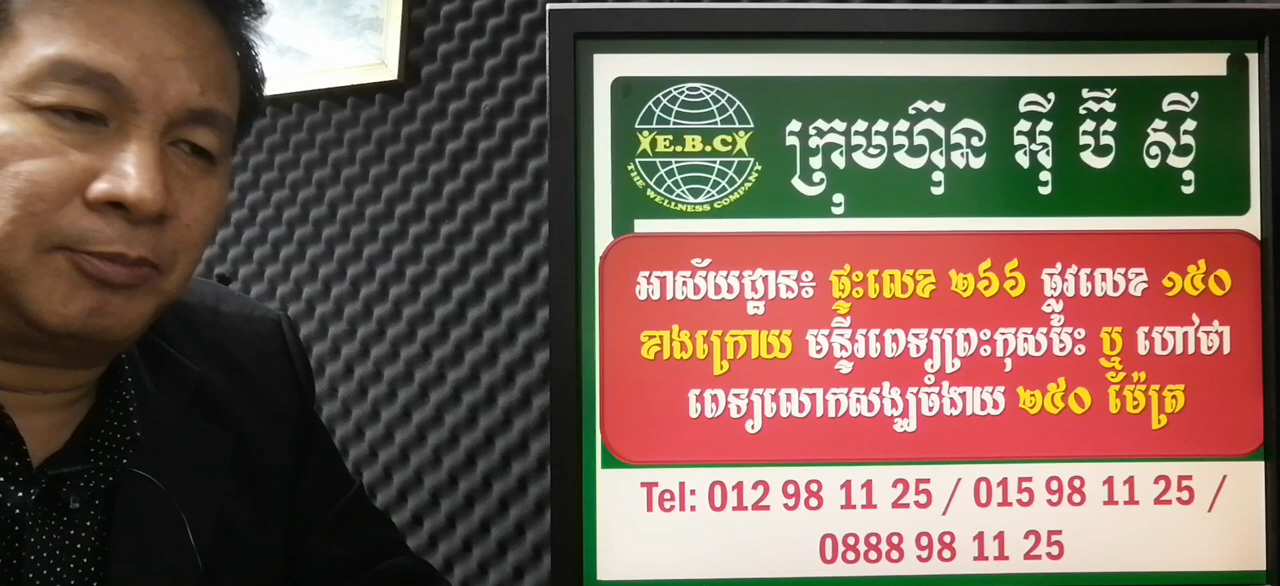 E.B.C
THE WELLNESS COMPANY
ក្រុមហ៊ុន អ៊ី ប៊ី ស៊ី
អាស័យដ្ឋាន៖ ផ្ទះលេខ ២៦៦ ផ្លូវលេខ ១៥០
ខាងក្រោយ មន្ទីរពេទ្យព្រះកុសមៈ ឬ ហៅថា
ពេទ្យលោកសង្ឃចំងាយ ២៥០ ម៉ែត្រ
Tel: 012 98 11 25 / 015 98 11 25 /
0888 98 11 25